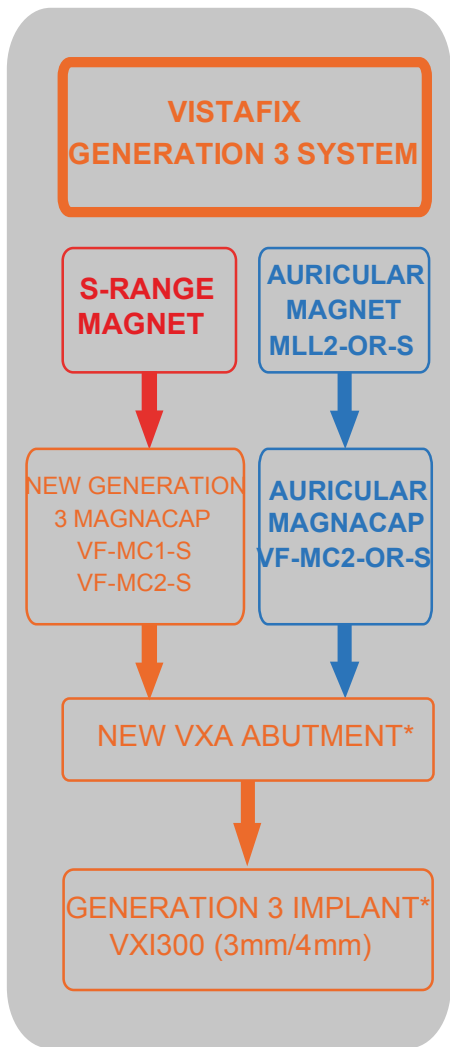 VISTAFIX
GENERATION 3 SYSTEM
S-RANGE
MAGNET
AURICULAR
MAGNET
MLL2-OR-S
NEW GENERATION
3 MAGNACAP
VF-MC1-S
VF-MC2-S
AURICULAR
MAGNACAP
VF-MC2-OR-S
NEW VXA ABUTMENT*
GENERATION 3 IMPLANT*
VXI300 (3mm/4mm)